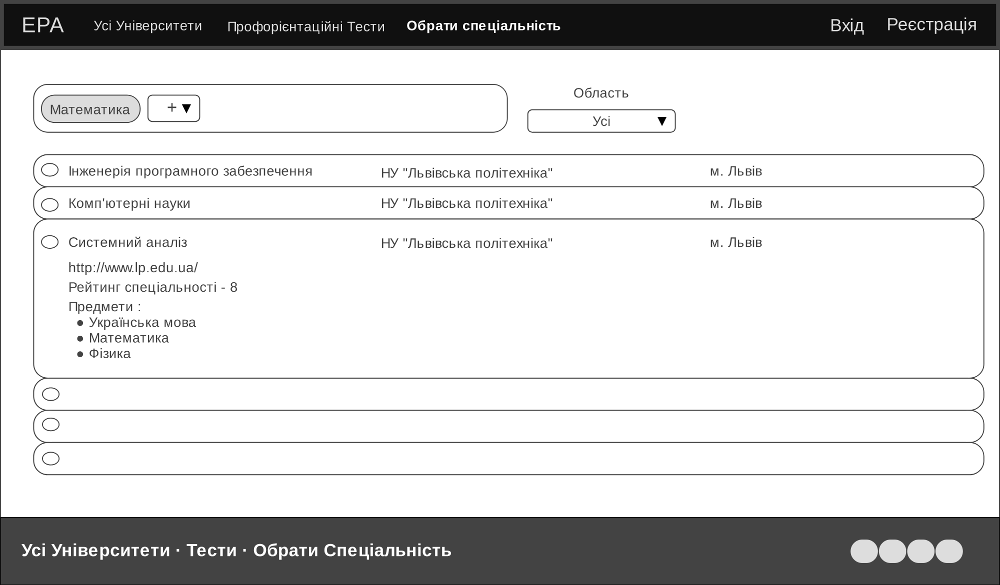 EPA
Усі Університети
Профорієнтаційні Тести
Обрати спеціальність
Вхід
Реєстрація
Математика
+ ▼
Область
Усі ▼
Інженерія програмного забезпечення
НУ "Львівська політехніка"
м. Львів
Комп'ютерні науки
НУ "Львівська політехніка"
м. Львів
Системний аналіз
НУ "Львівська політехніка"
м. Львів
http://www.lp.edu.ua/
Рейтинг спеціальності - 8
Предмети :
● Українська мова
● Математика
● Фізика
Усі Університети · Тести · Обрати Спеціальність